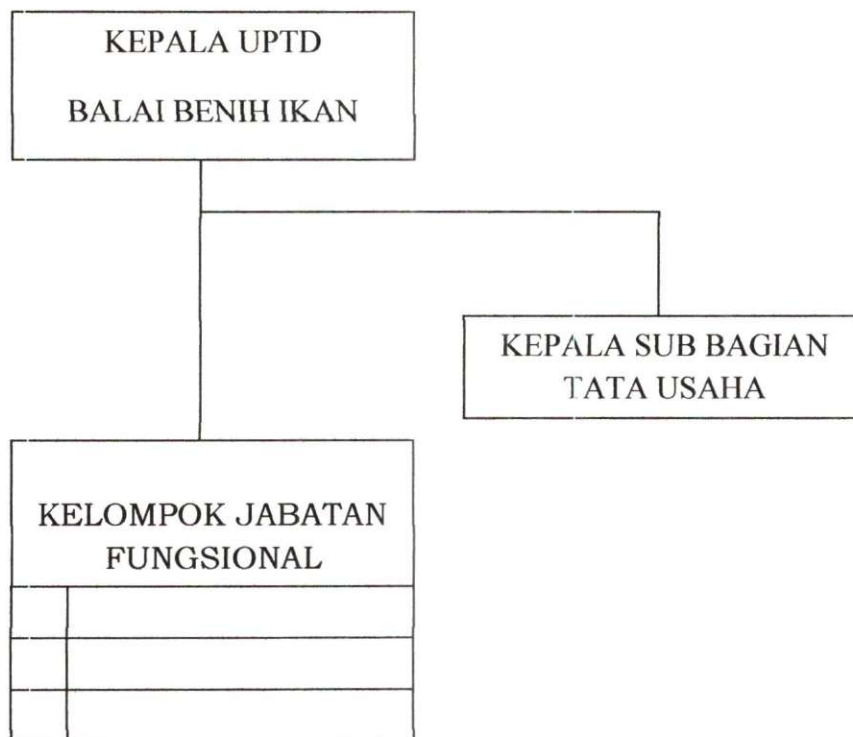 KEPALA UPTD
BALAI BENIH IKAN
KEPALA SUB BAGIAN
TATA USAHA
KELOMPOK JABATAN
FUNGSIONAL